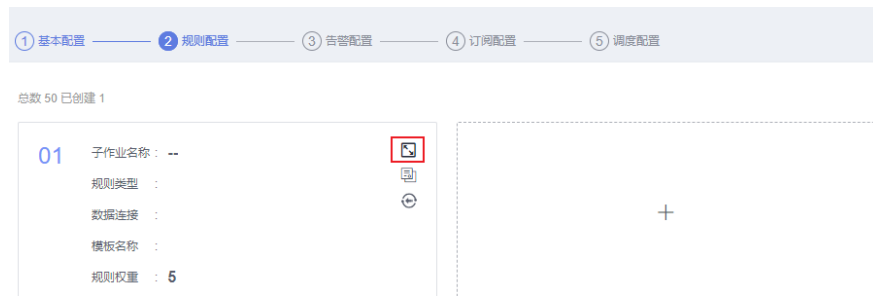 1 基本配置 2 规则配置 3 告警配置 4 订阅配置 5 调度配置
总数 50 已创建 1
01 子作业名称 : --
规则类型 :
数据连接 :
模板名称 :
规则权重 : 5